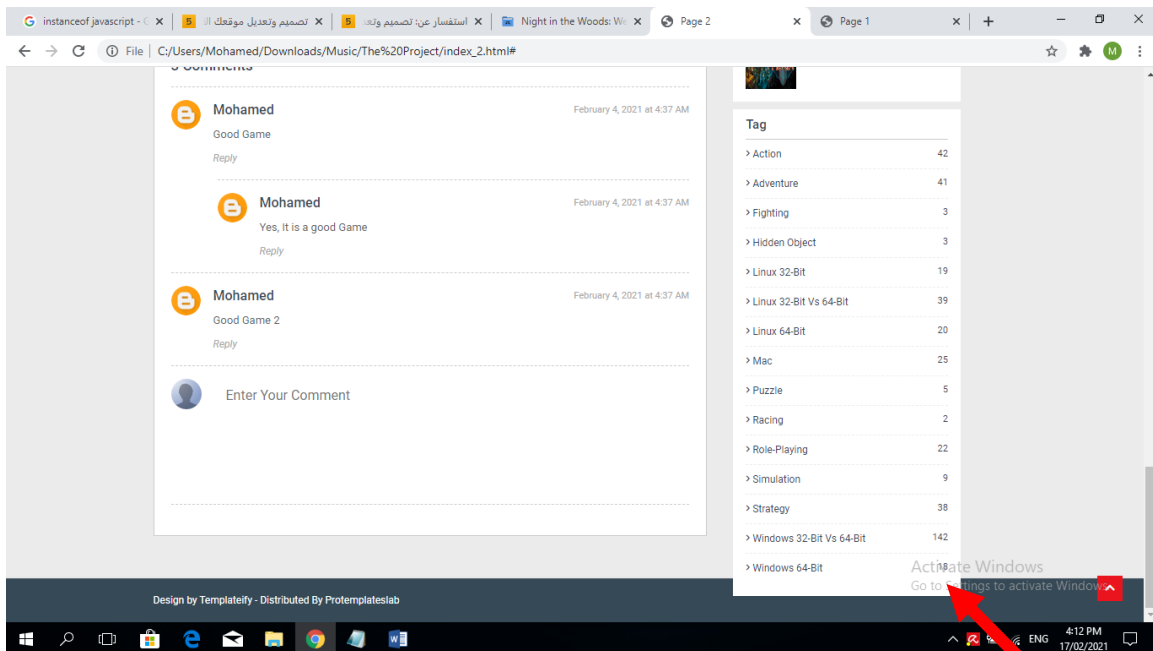 instanceof javascript - G
تصميم وتعديل موقعك ال
استفسار عن: تصميم وتعد
Night in the Woods: We
Page 2
Page 1
File
C:/Users/Mohamed/Downloads/Music/The%20Project/index_2.html#
M
3 Comments
Mohamed
February 4, 2021 at 4:37 AM
Good Game
Reply
Mohamed
February 4, 2021 at 4:37 AM
Yes, It is a good Game
Reply
Mohamed
February 4, 2021 at 4:37 AM
Good Game 2
Reply
Enter Your Comment
Tag
Action 42
Adventure 41
Fighting 3
Hidden Object 3
Linux 32-Bit 19
Linux 32-Bit Vs 64-Bit 39
Linux 64-Bit 20
Mac 25
Puzzle 5
Racing 2
Role-Playing 22
Simulation 9
Strategy 38
Windows 32-Bit Vs 64-Bit 142
Windows 64-Bit 18
Activate Windows
Go to Settings to activate Windows.
Design by Templateify - Distributed By Protemplateslab
ENG
4:12 PM
17/02/2021